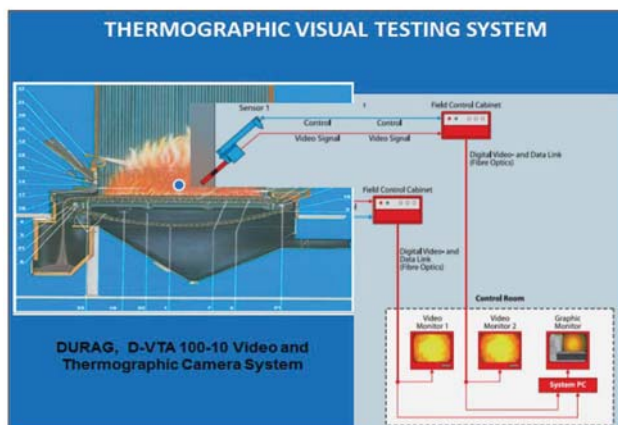 THERMOGRAPHIC VISUAL TESTING SYSTEM
Sensor 1
Field Control Cabinet
Control
Control
Video Signal
Video Signal
Digital Video- and Data Link
(Fibre Optics)
Field Control Cabinet
Digital Video- and
Data Link
(Fibre Optics)
Control Room
Video
Monitor 1
Video
Monitor 2
Graphic
Monitor
System PC
DURAG, D-VTA 100-10 Video and
Thermographic Camera System